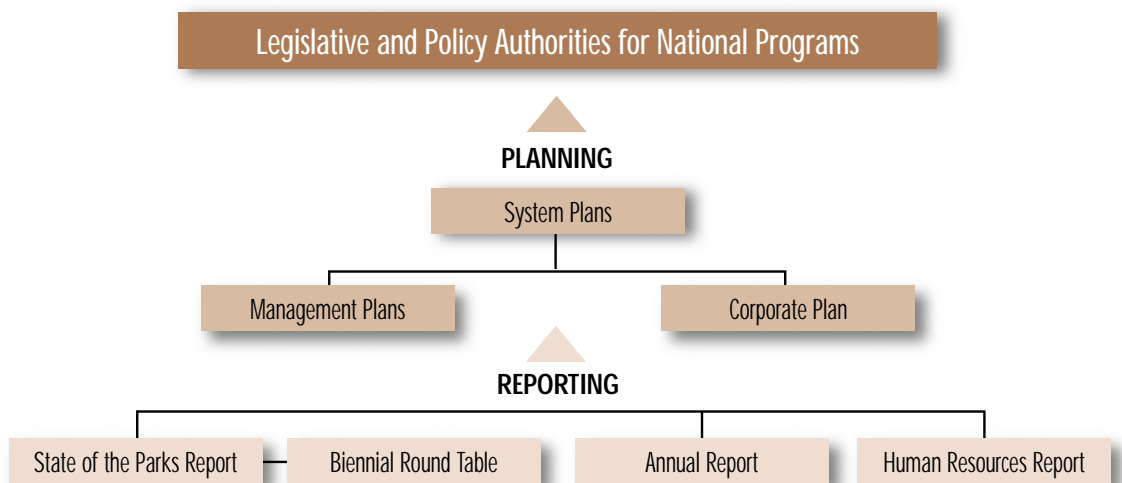 Legislative and Policy Authorities for National Programs
PLANNING
System Plans
Management Plans
Corporate Plan
REPORTING
State of the Parks Report
Biennial Round Table
Annual Report
Human Resources Report